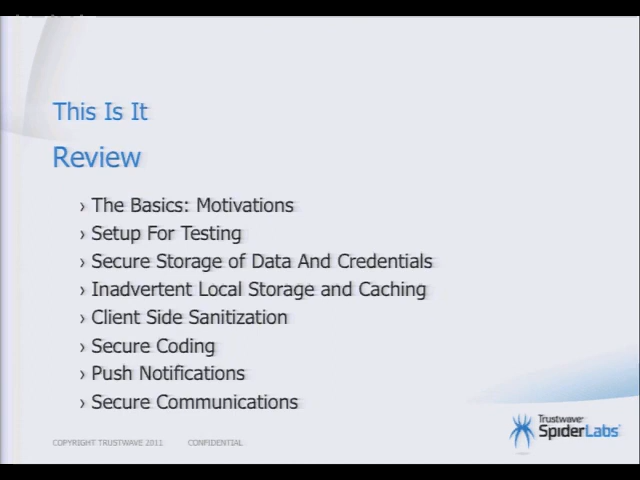 This Is It
Review
› The Basics: Motivations
› Setup For Testing
› Secure Storage of Data And Credentials
› Inadvertent Local Storage and Caching
› Client Side Sanitization
› Secure Coding
› Push Notifications
› Secure Communications
Trustwave®
SpiderLabs®
COPYRIGHT TRUSTWAVE 2011 CONFIDENTIAL